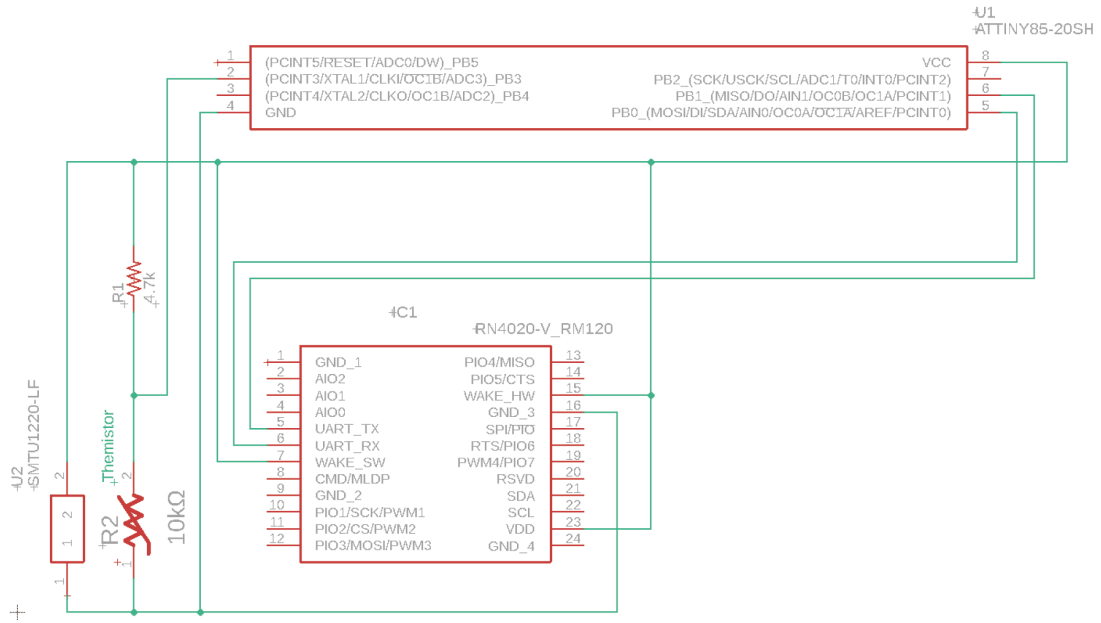 U1
ATTINY85-20SH
1 (PCINT5/RESET/ADC0/DW)_PB5 VCC 8
2 (PCINT3/XTAL1/CLKI/OC1B/ADC3)_PB3 PB2_(SCK/USCK/SCL/ADC1/T0/INT0/PCINT2) 7
3 (PCINT4/XTAL2/CLKO/OC1B/ADC2)_PB4 PB1_(MISO/DO/AIN1/OC0B/OC1A/PCINT1) 6
4 GND PB0_(MOSI/DI/SDA/AIN0/OC0A/OC1A/AREF/PCINT0) 5
R1
4.7k
IC1
RN4020-V_RM120
1 GND_1 PIO4/MISO 13
2 AIO2 PIO5/CTS 14
3 AIO1 WAKE_HW 15
4 AIO0 GND_3 16
5 UART_TX SPI/PIO 17
6 UART_RX RTS/PIO6 18
7 WAKE_SW PWM4/PIO7 19
8 CMD/MLDP RSVD 20
9 GND_2 SDA 21
10 PIO1/SCK/PWM1 SCL 22
11 PIO2/CS/PWM2 VDD 23
12 PIO3/MOSI/PWM3 GND_4 24
U2
SMTU1220-LF
2
2
1
1
Themistor
2
R2
10kΩ
1